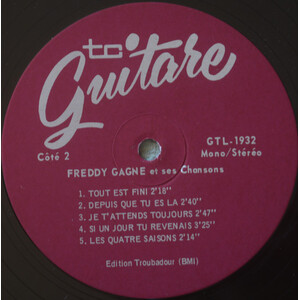 tc
Guitare
GTL-1932
Côté 2
Mono/Stéréo
FREDDY GAGNE et ses Chansons
1. TOUT EST FINI 2'18''
2. DEPUIS QUE TU ES LA 2'40''
3. JE T'ATTENDS TOUJOURS 2'47''
4. SI UN JOUR TU REVENAIS 3'25''
5. LES QUATRE SAISONS 2'14''
Edition Troubadour (BMI)